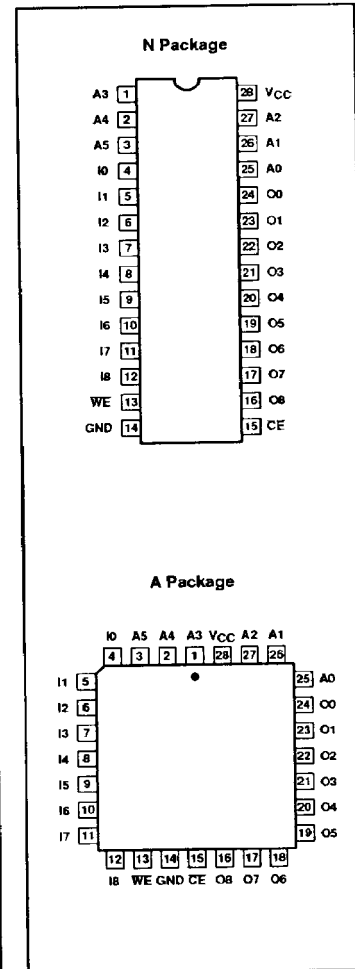 N Package
A3 1 28 VCC
A4 2 27 A2
A5 3 26 A1
I0 4 25 A0
I1 5 24 O0
I2 6 23 O1
I3 7 22 O2
I4 8 21 O3
I5 9 20 O4
I6 10 19 O5
I7 11 18 O6
I8 12 17 O7
W̅E̅ 13 16 O8
GND 14 15 C̅E̅
A Package
I0 A5 A4 A3 VCC A2 A1
4 3 2 1 28 27 26
I1 5 25 A0
I2 6 24 O0
I3 7 23 O1
I4 8 22 O2
I5 9 21 O3
I6 10 20 O4
I7 11 19 O5
12 13 14 15 16 17 18
I8 W̅E̅ GND C̅E̅ O8 O7 O6